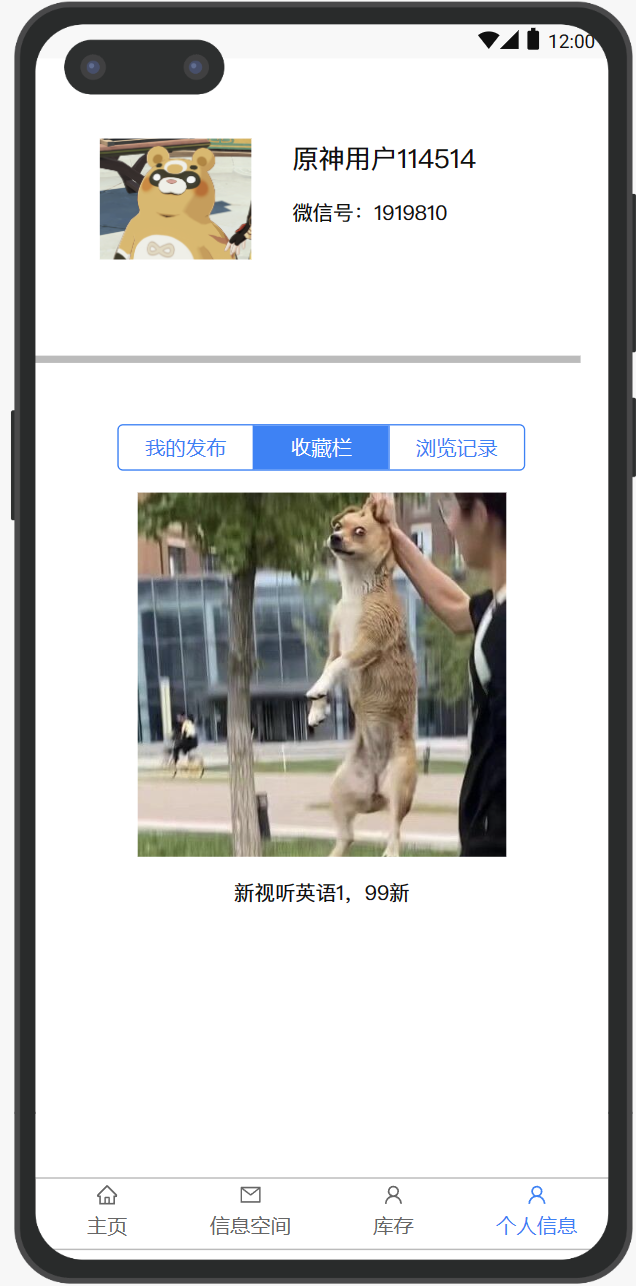 12:00
原神用户114514
微信号：1919810
我的发布
收藏栏
浏览记录
新视听英语1，99新
主页
信息空间
库存
个人信息